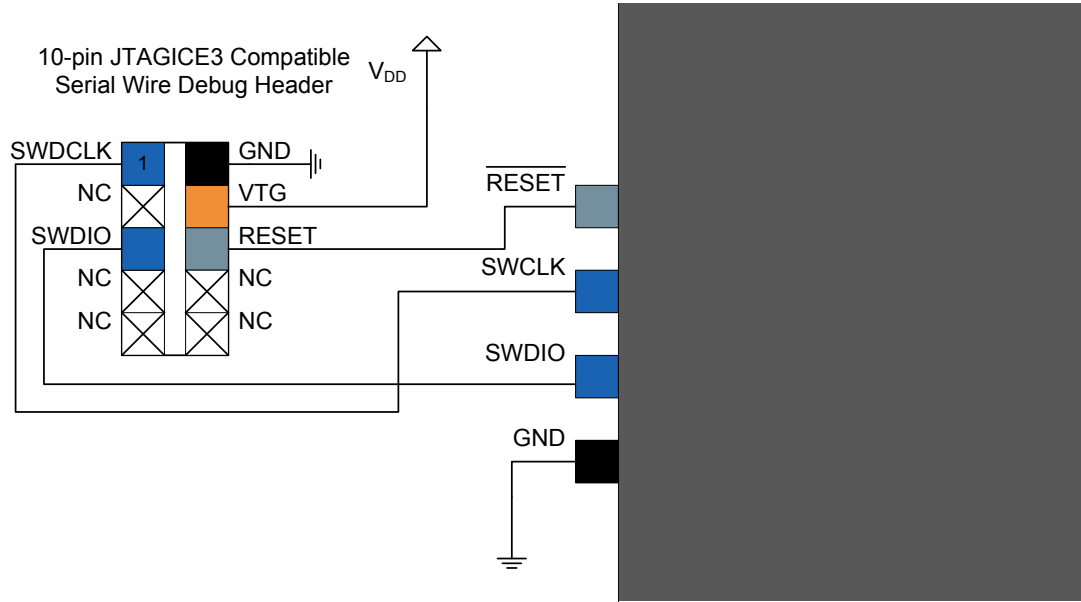 10-pin JTAGICE3 Compatible
Serial Wire Debug Header
VDD
SWDCLK
1
GND
NC
VTG
SWDIO
RESET
NC
NC
NC
NC
RESET
SWCLK
SWDIO
GND